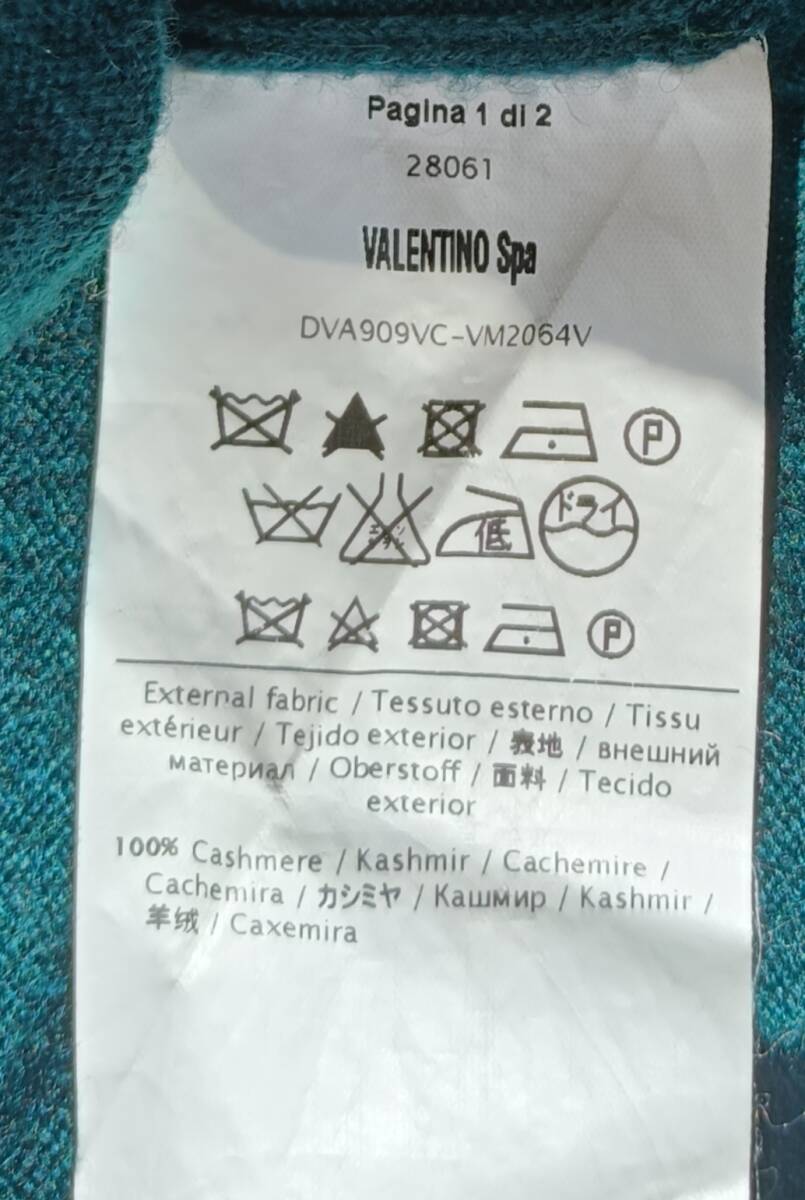 Pagina 1 di 2
28061
VALENTINO Spa
DVA909VC-VM2064V
P
低 ドライ
P
External fabric / Tessuto esterno / Tissu
extérieur / Tejido exterior / 表地 / внешний
материал / Oberstoff / 面料 / Tecido
exterior
100% Cashmere / Kashmir / Cachemire /
Cachemira / カシミヤ / Кашмир / Kashmir /
羊绒 / Caxemira